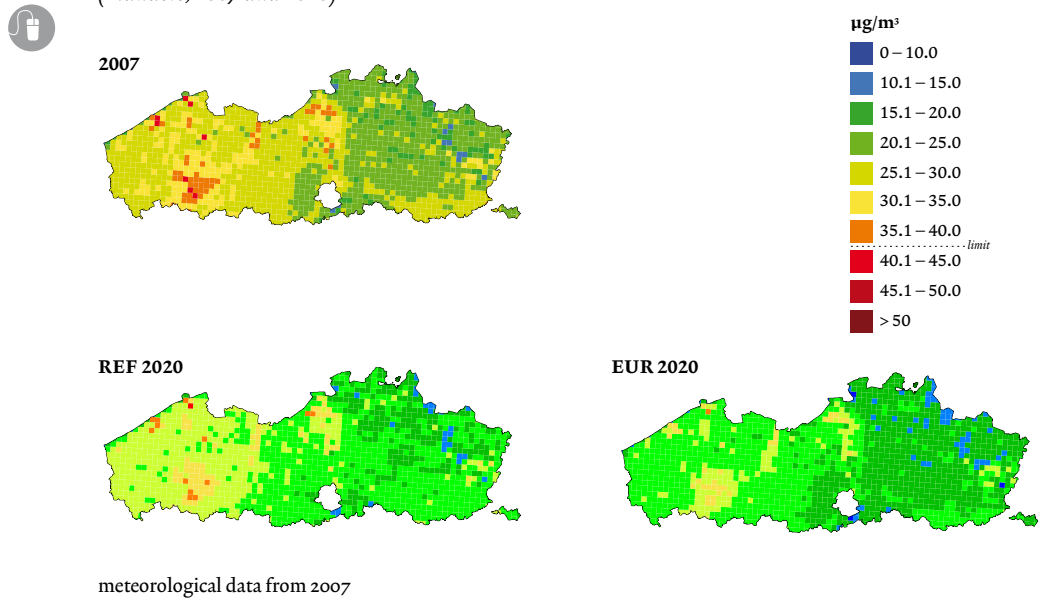 µg/m³
0 – 10.0
2007
10.1 – 15.0
15.1 – 20.0
20.1 – 25.0
25.1 – 30.0
30.1 – 35.0
35.1 – 40.0
limit
40.1 – 45.0
45.1 – 50.0
> 50
REF 2020
EUR 2020
meteorological data from 2007